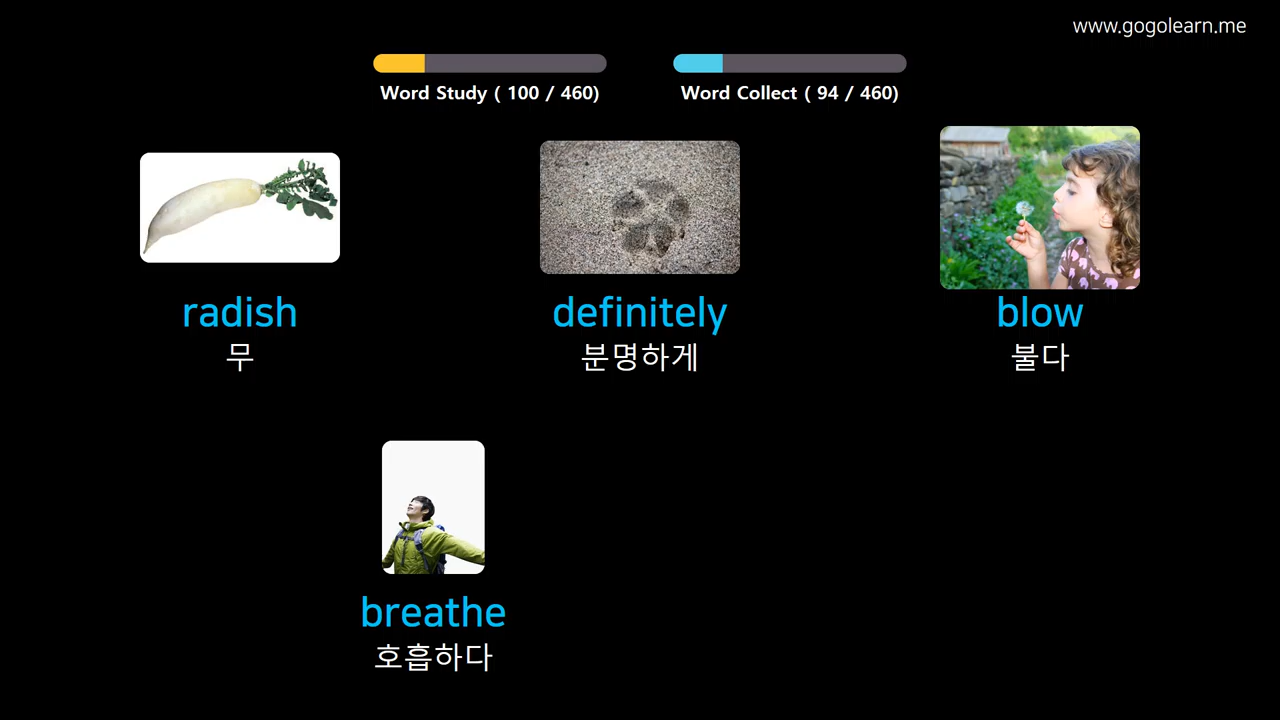 www.gogolearn.me
Word Study ( 100 / 460)
Word Collect ( 94 / 460)
radish
무
definitely
분명하게
blow
불다
breathe
호흡하다